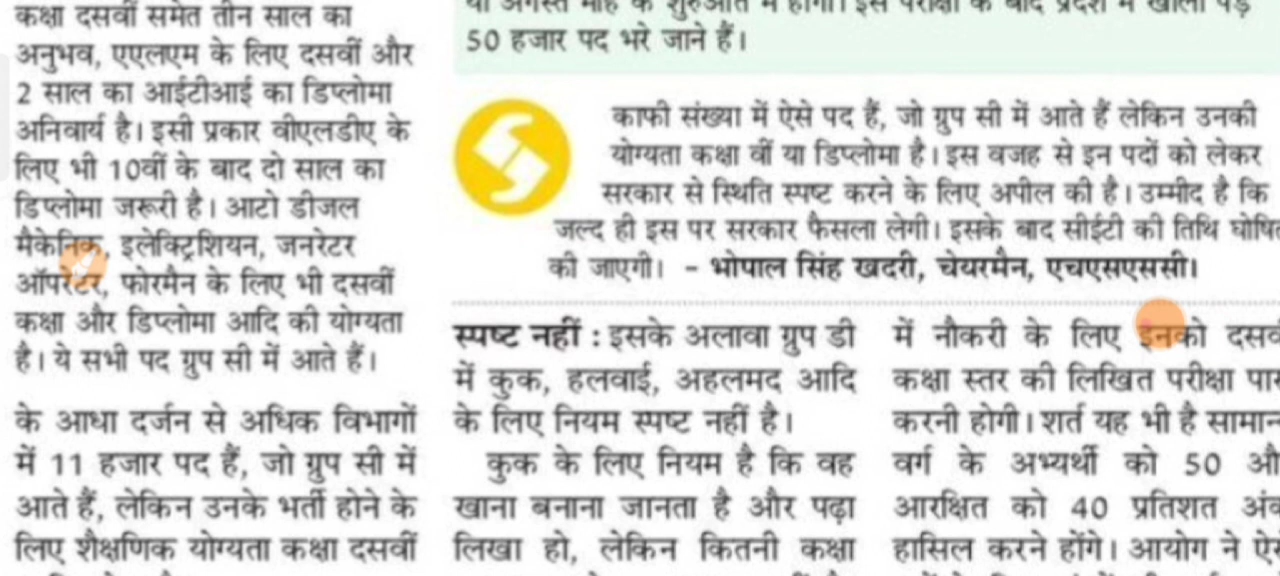 कक्षा दसवीं समेत तीन साल का
अनुभव, एएलएम के लिए दसवीं और
2 साल का आईटीआई का डिप्लोमा
अनिवार्य है। इसी प्रकार वीएलडीए के
लिए भी 10वीं के बाद दो साल का
डिप्लोमा जरूरी है। आटो डीजल
मैकेनिक, इलेक्ट्रिशियन, जनरेटर
ऑपरेटर, फोरमैन के लिए भी दसवीं
कक्षा और डिप्लोमा आदि की योग्यता
है। ये सभी पद ग्रुप सी में आते हैं।
के आधा दर्जन से अधिक विभागों
में 11 हजार पद हैं, जो ग्रुप सी में
आते हैं, लेकिन उनके भर्ती होने के
लिए शैक्षणिक योग्यता कक्षा दसवीं
या अगस्त माह के शुरुआत में होगी। इस परीक्षा के बाद प्रदेश में खाली पड़े
50 हजार पद भरे जाने हैं।
काफी संख्या में ऐसे पद हैं, जो ग्रुप सी में आते हैं लेकिन उनकी
योग्यता कक्षा वीं या डिप्लोमा है। इस वजह से इन पदों को लेकर
सरकार से स्थिति स्पष्ट करने के लिए अपील की है। उम्मीद है कि
जल्द ही इस पर सरकार फैसला लेगी। इसके बाद सीईटी की तिथि
की जाएगी। - भोपाल सिंह खदरी, चेयरमैन, एचएसएससी।
स्पष्ट नहीं : इसके अलावा ग्रुप डी
में कुक, हलवाई, अहलमद आदि
के लिए नियम स्पष्ट नहीं है।
कुक के लिए नियम है कि वह
खाना बनाना जानता है और पढ़ा
लिखा हो, लेकिन कितनी कक्षा
में नौकरी के लिए इनको
कक्षा स्तर की लिखित परीक्षा
करनी होगी। शर्त यह भी है
वर्ग के अभ्यर्थी को 50
आरक्षित को 40 प्रतिशत
हासिल करने होंगे। आयोग ने